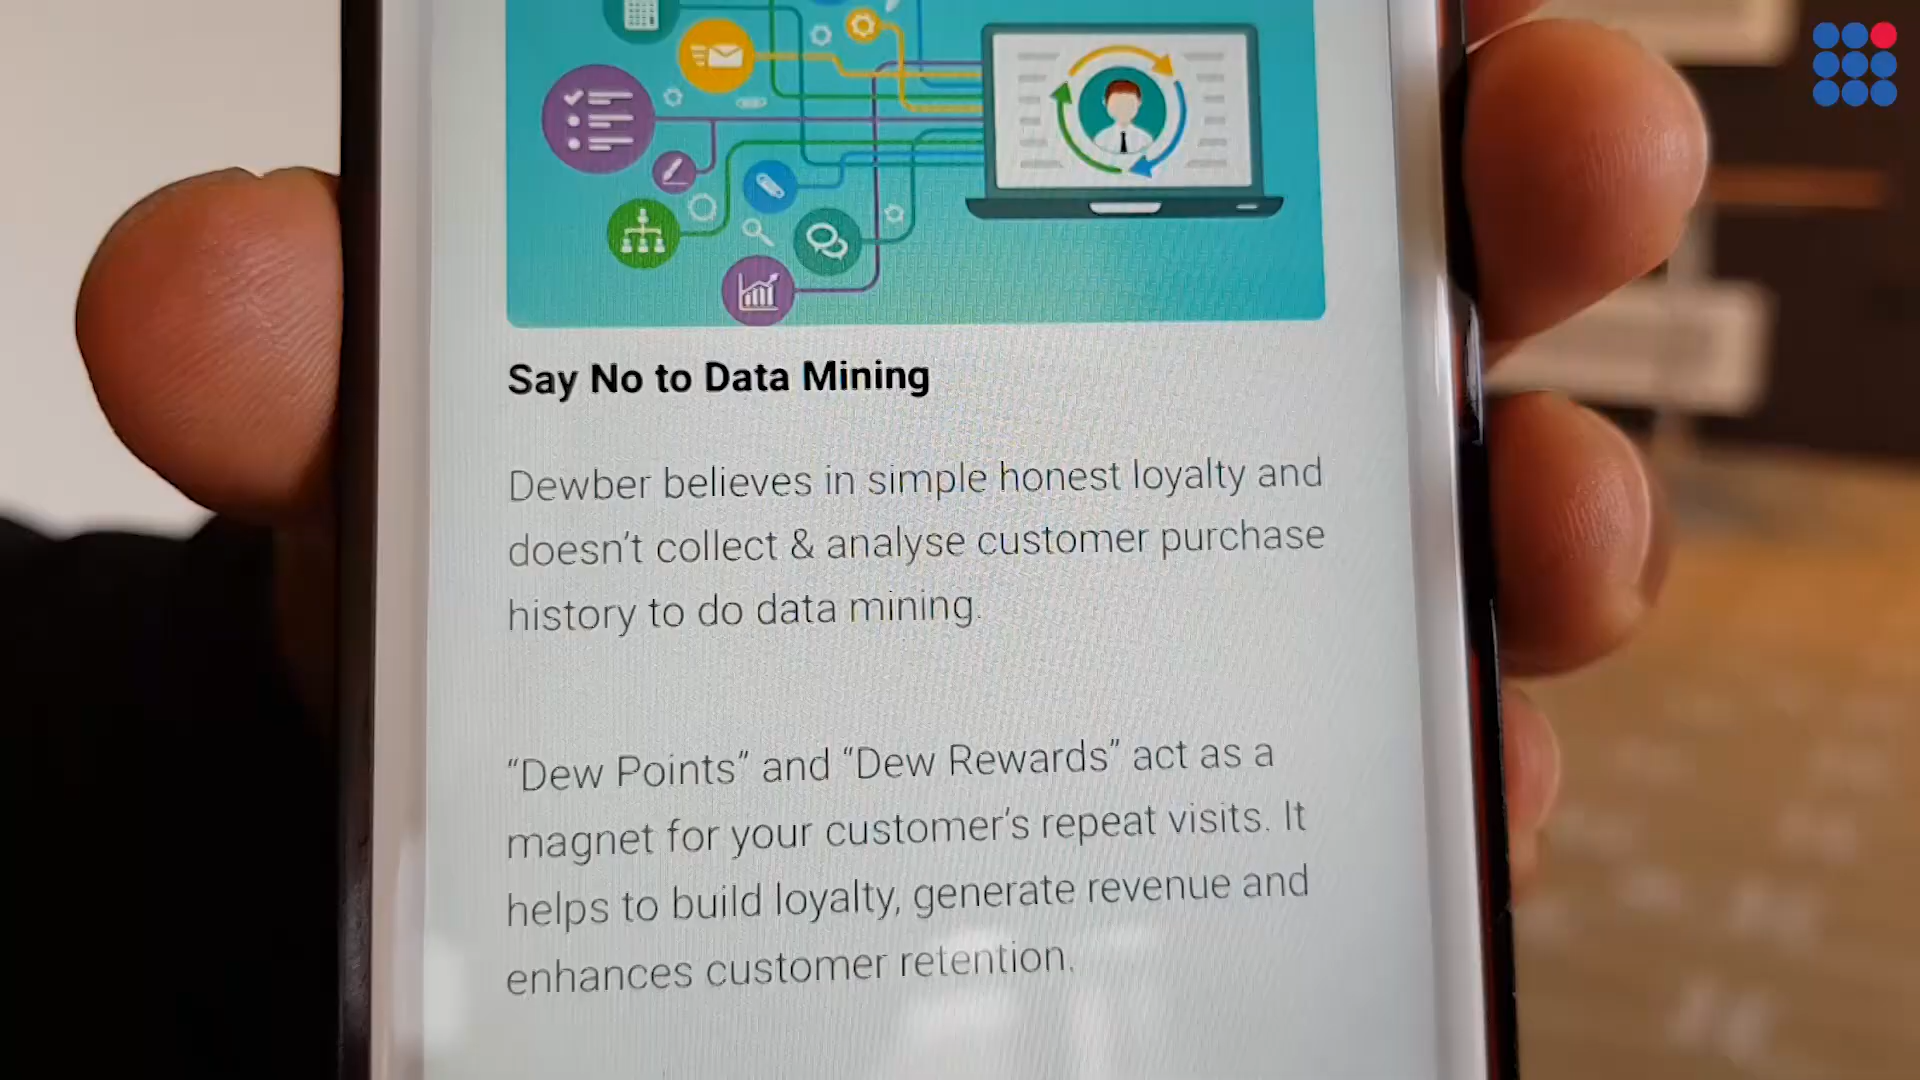 Say No to Data Mining
Dewber believes in simple honest loyalty and
doesn't collect & analyse customer purchase
history to do data mining.
“Dew Points” and “Dew Rewards” act as a
magnet for your customer's repeat visits. It
helps to build loyalty, generate revenue and
enhances customer retention.